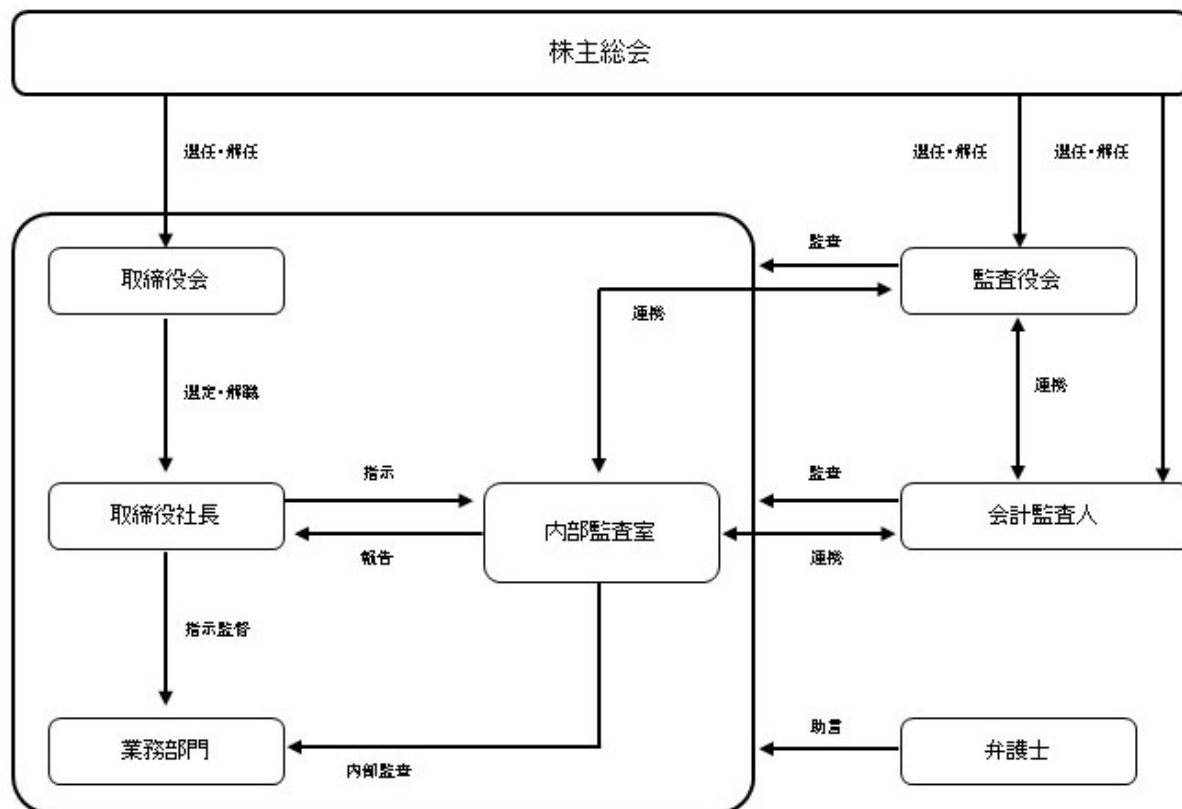 株主総会
選任・解任
選任・解任
選任・解任
取締役会
監査
監査役会
連携
選定・解職
連携
取締役社長
指示
報告
内部監査室
監査
連携
会計監査人
指示監督
業務部門
内部監査
助言
弁護士